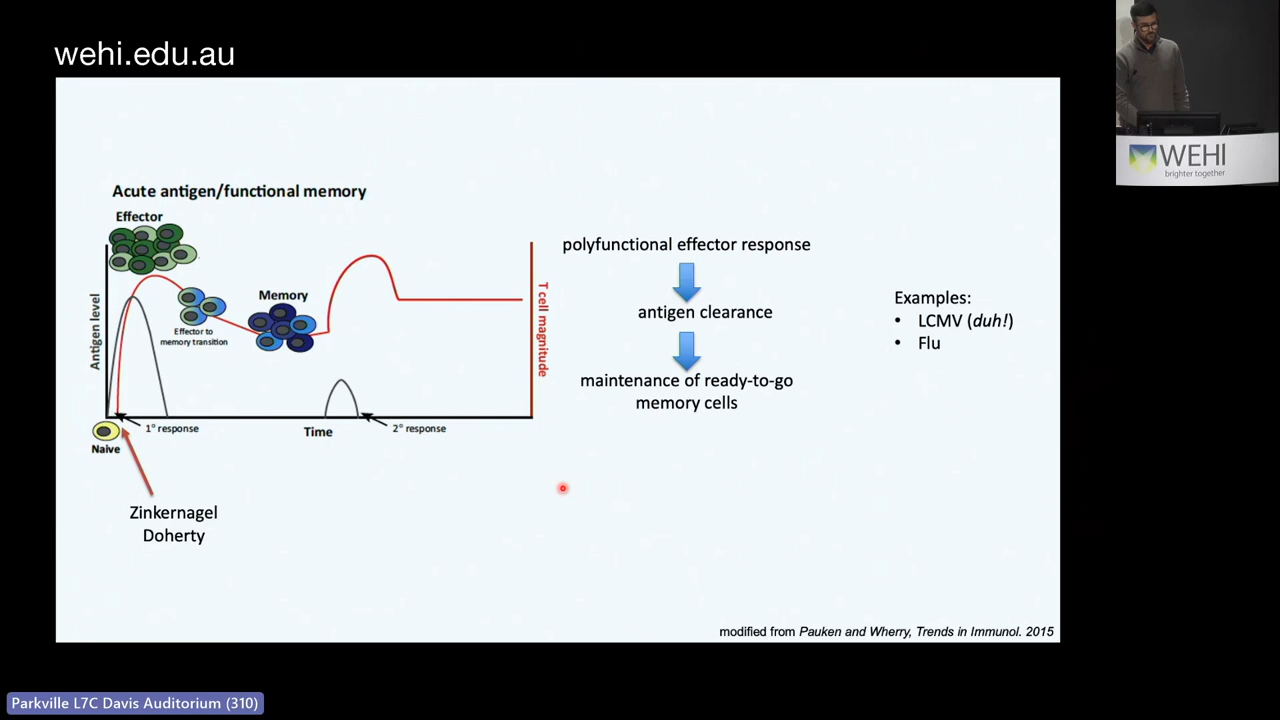 wehi.edu.au
WEHI
brighter together
Acute antigen/functional memory
Effector
Antigen level
Effector to
memory transition
Memory
T cell magnitude
1° response
Time
2° response
Naive
Zinkernagel
Doherty
polyfunctional effector response
antigen clearance
maintenance of ready-to-go
memory cells
Examples:
• LCMV (duh!)
• Flu
modified from Pauken and Wherry, Trends in Immunol. 2015
Parkville L7C Davis Auditorium (310)